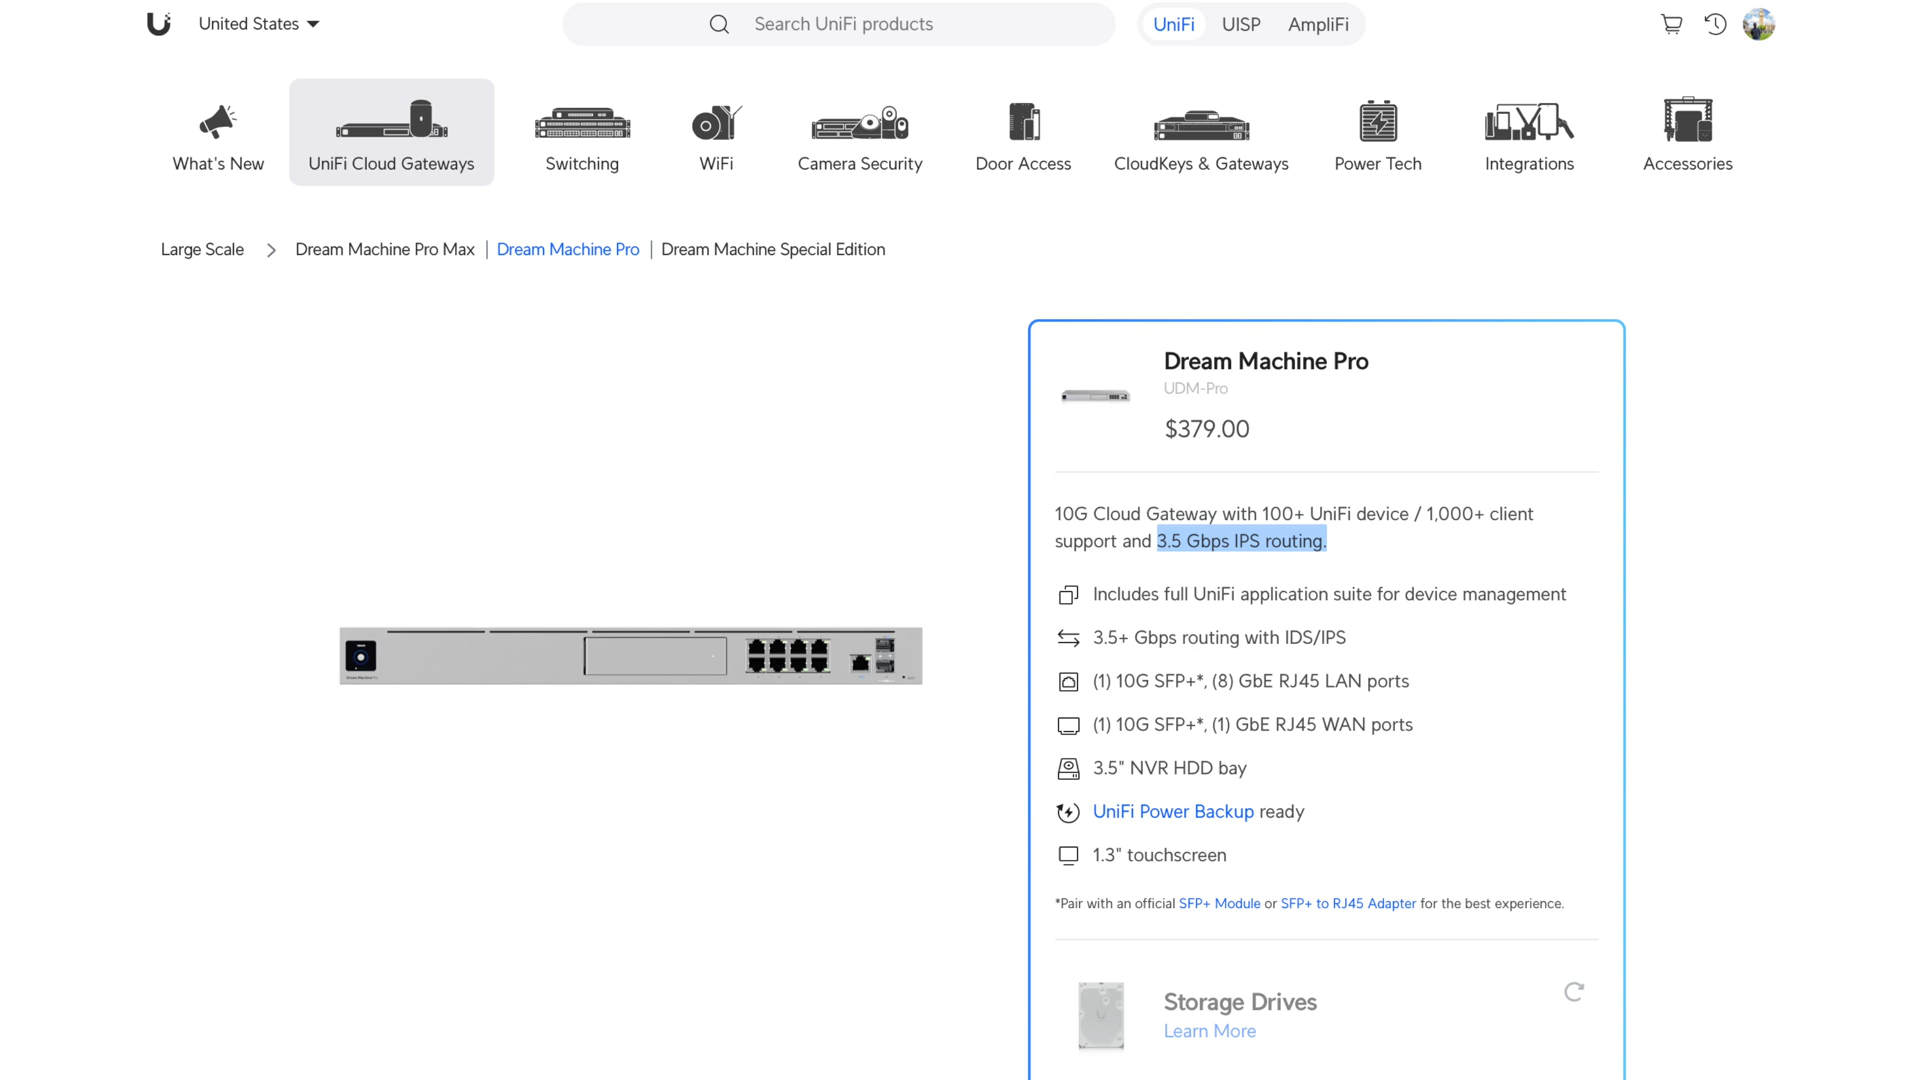 United States
Search UniFi products
UniFi UISP AmpliFi
What's New
UniFi Cloud Gateways
Switching
WiFi
Camera Security
Door Access
CloudKeys & Gateways
Power Tech
Integrations
Accessories
Large Scale > Dream Machine Pro Max | Dream Machine Pro | Dream Machine Special Edition
Dream Machine Pro
UDM-Pro
$379.00
10G Cloud Gateway with 100+ UniFi device / 1,000+ client
support and 3.5 Gbps IPS routing.
Includes full UniFi application suite for device management
3.5+ Gbps routing with IDS/IPS
(1) 10G SFP+*, (8) GbE RJ45 LAN ports
(1) 10G SFP+*, (1) GbE RJ45 WAN ports
3.5" NVR HDD bay
UniFi Power Backup ready
1.3" touchscreen
*Pair with an official SFP+ Module or SFP+ to RJ45 Adapter for the best experience.
Storage Drives
Learn More